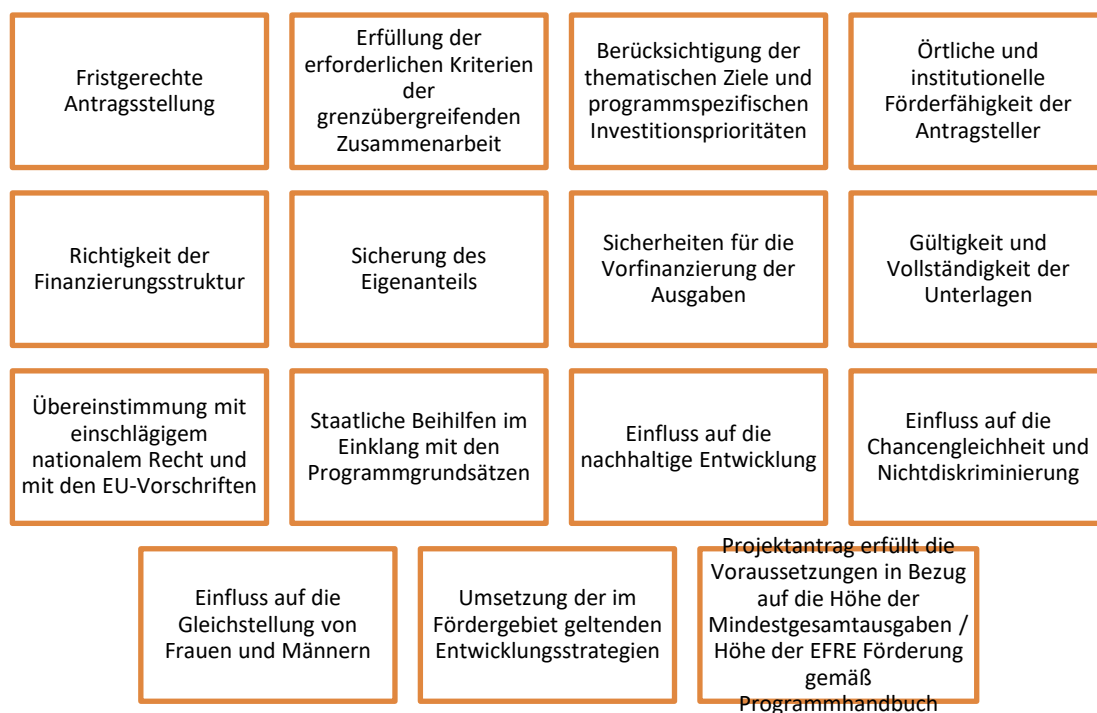 Fristgerechte
Antragsstellung
Erfüllung der
erforderlichen Kriterien
der
grenzübergreifenden
Zusammenarbeit
Berücksichtigung der
thematischen Ziele und
programmspezifischen
Investitionsprioritäten
Örtliche und
institutionelle
Förderfähigkeit der
Antragsteller
Richtigkeit der
Finanzierungsstruktur
Sicherung des
Eigenanteils
Sicherheiten für die
Vorfinanzierung der
Ausgaben
Gültigkeit und
Vollständigkeit der
Unterlagen
Übereinstimmung mit
einschlägigem
nationalem Recht und
mit den EU-Vorschriften
Staatliche Beihilfen im
Einklang mit den
Programmgrundsätzen
Einfluss auf die
nachhaltige Entwicklung
Einfluss auf die
Chancengleichheit und
Nichtdiskriminierung
Einfluss auf die
Gleichstellung von
Frauen und Männern
Umsetzung der im
Fördergebiet geltenden
Entwicklungsstrategien
Projektantrag erfüllt die
Voraussetzungen in Bezug
auf die Höhe der
Mindestgesamtausgaben /
Höhe der EFRE Förderung
gemäß
Programmhandbuch